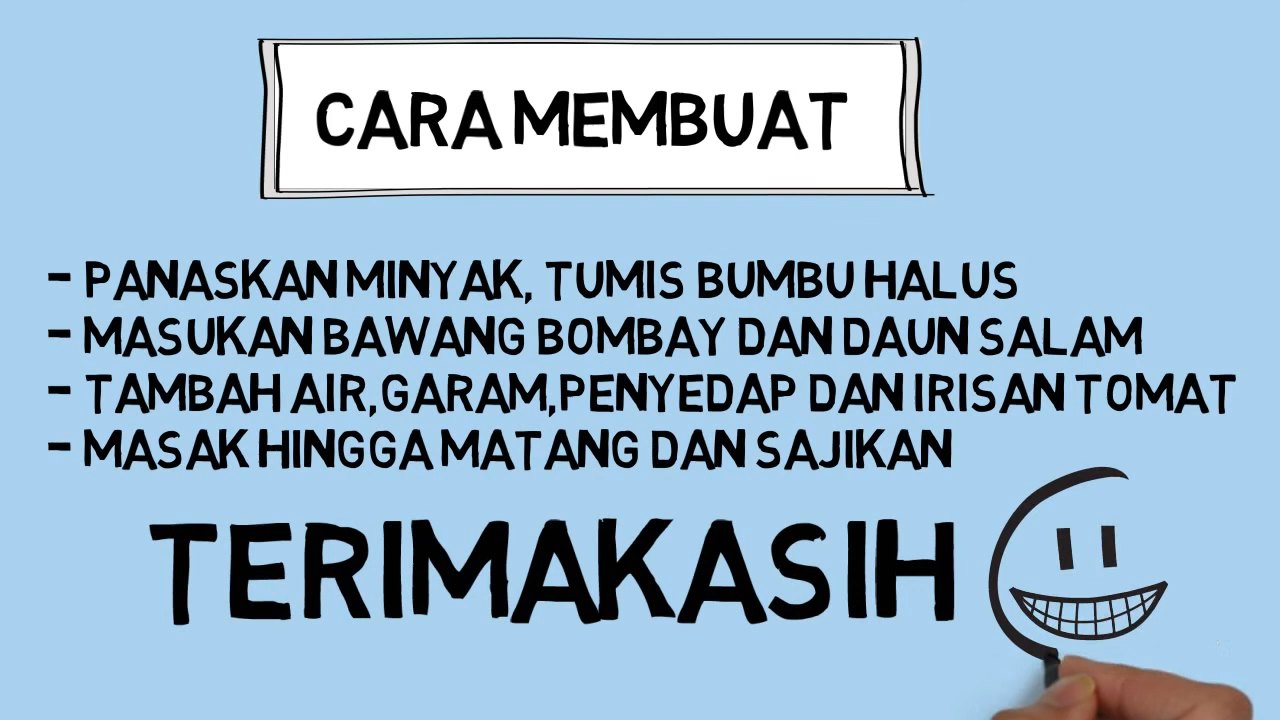 CARA MEMBUAT
- PANASKAN MINYAK, TUMIS BUMBU HALUS
- MASUKAN BAWANG BOMBAY DAN DAUN SALAM
- TAMBAH AIR,GARAM,PENYEDAP DAN IRISAN TOMAT
- MASAK HINGGA MATANG DAN SAJIKAN
TERIMAKASIH